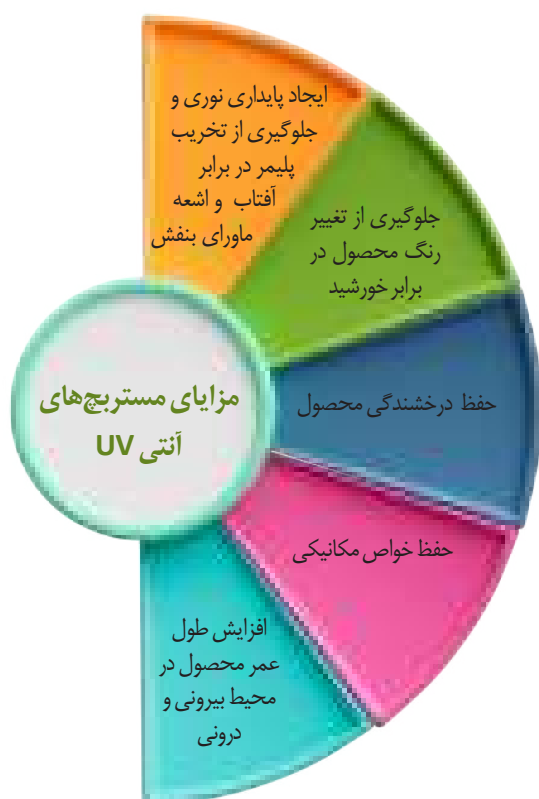 ایجاد پایداری نوری و
جلوگیری از تخریب
پلیمر در برابر
آفتاب و اشعه
ماورای بنفش
جلوگیری از تغییر
رنگ محصول در
برابر خورشید
مزایای مستربچ‌های
آنتی UV
حفظ درخشندگی محصول
حفظ خواص مکانیکی
افزایش طول
عمر محصول در
محیط بیرونی و
درونی